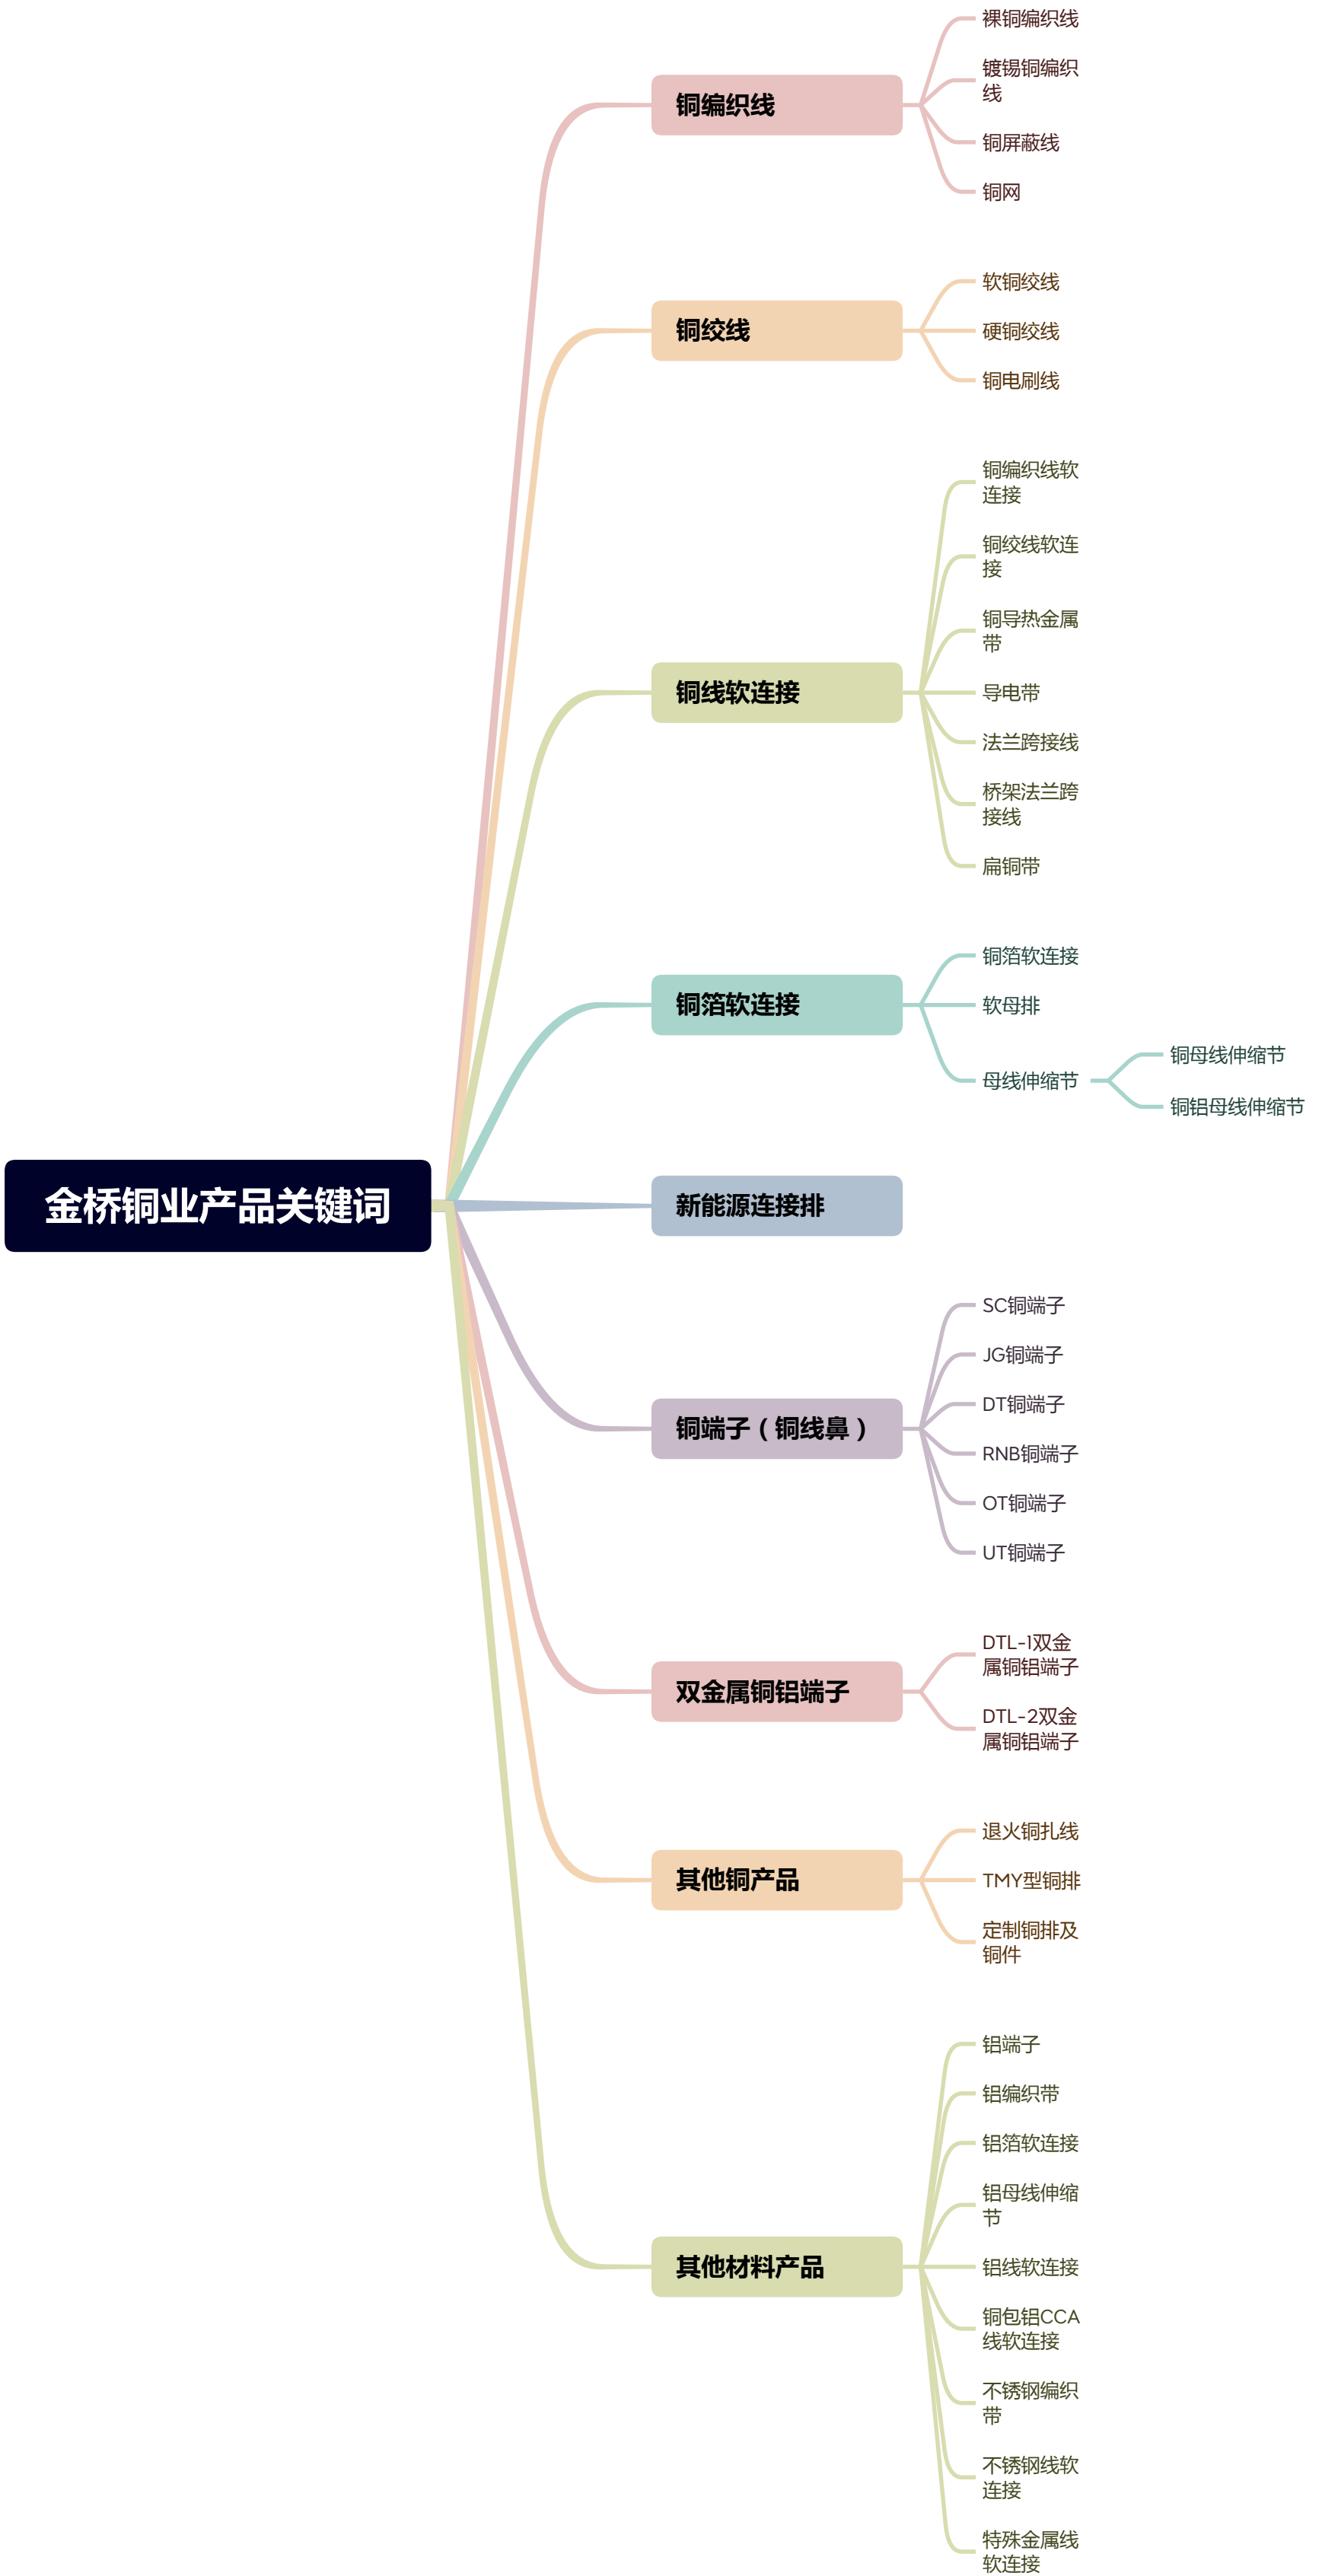 金桥铜业产品关键词
铜编织线
裸铜编织线
镀锡铜编织
线
铜屏蔽线
铜网
铜绞线
软铜绞线
硬铜绞线
铜电刷线
铜线软连接
铜编织线软
连接
铜绞线软连
接
铜导热金属
带
导电带
法兰跨接线
桥架法兰跨
接线
扁铜带
铜箔软连接
铜箔软连接
软母排
母线伸缩节
铜母线伸缩节
铜铝母线伸缩节
新能源连接排
铜端子（铜线鼻）
SC铜端子
JG铜端子
DT铜端子
RNB铜端子
OT铜端子
UT铜端子
双金属铜铝端子
DTL-1双金
属铜铝端子
DTL-2双金
属铜铝端子
其他铜产品
退火铜扎线
TMY型铜排
定制铜排及
铜件
其他材料产品
铝端子
铝编织带
铝箔软连接
铝母线伸缩
节
铝线软连接
铜包铝CCA
线软连接
不锈钢编织
带
不锈钢线软
连接
特殊金属线
软连接